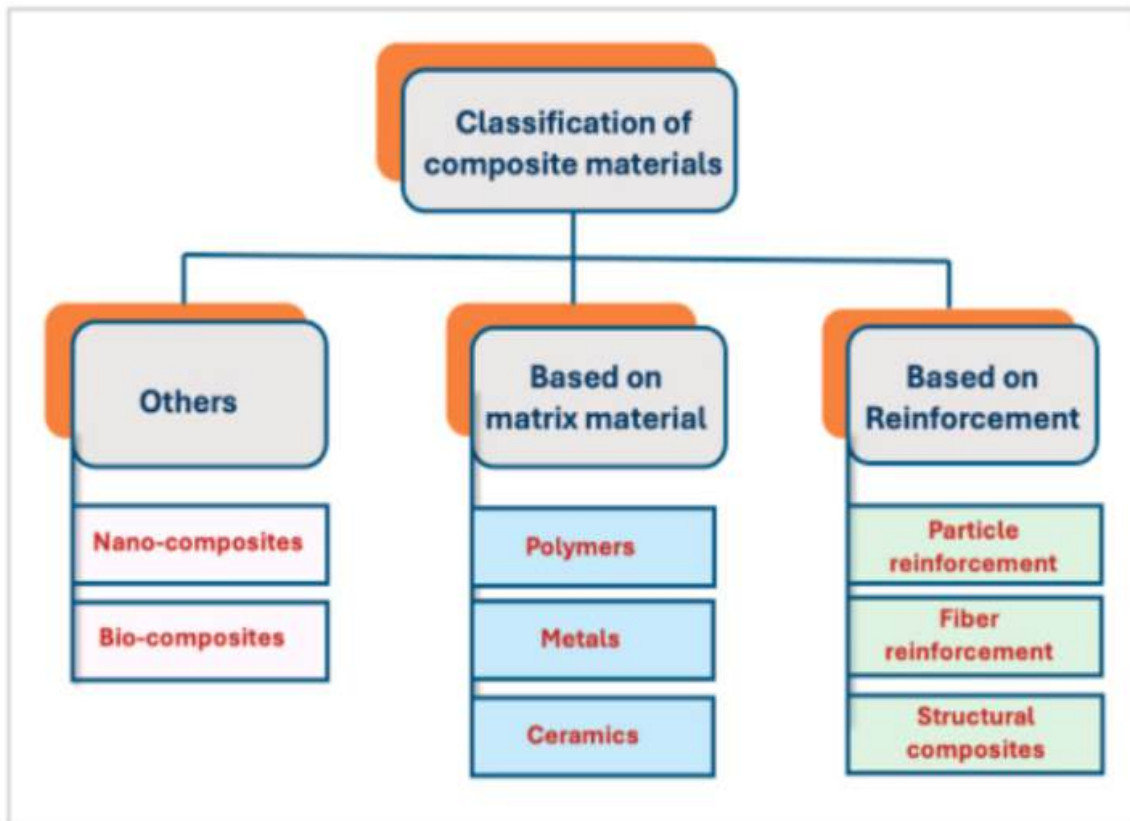 Classification of
composite materials
Others
Nano-composites
Bio-composites
Based on
matrix material
Polymers
Metals
Ceramics
Based on
Reinforcement
Particle
reinforcement
Fiber
reinforcement
Structural
composites